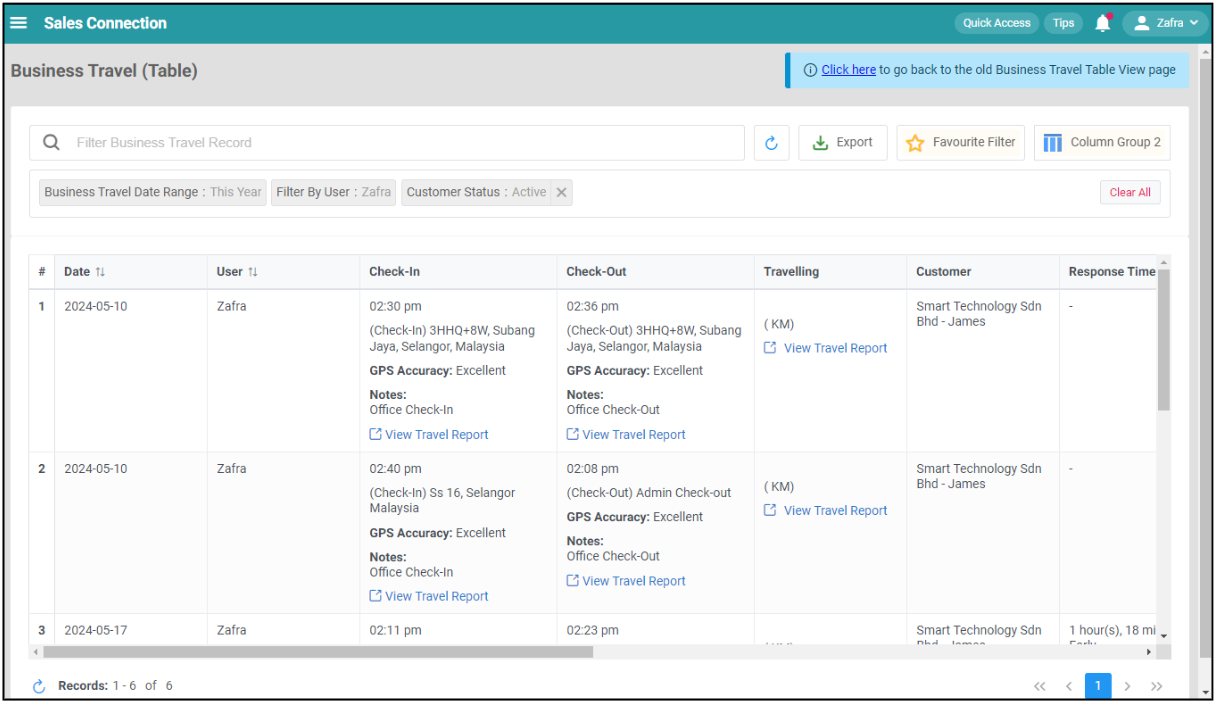 Sales Connection
Quick Access
Tips
Zafra
Business Travel (Table)
Click here to go back to the old Business Travel Table View page
Filter Business Travel Record
Export
Favourite Filter
Column Group 2
Business Travel Date Range : This Year
Filter By User : Zafra
Customer Status : Active
Clear All
# Date User Check-In Check-Out Travelling Customer Response Time
1
2024-05-10
Zafra
02:30 pm
(Check-In) 3HHQ+8W, Subang
Jaya, Selangor, Malaysia
GPS Accuracy: Excellent
Notes:
Office Check-In
View Travel Report
02:36 pm
(Check-Out) 3HHQ+8W, Subang
Jaya, Selangor, Malaysia
GPS Accuracy: Excellent
Notes:
Office Check-Out
View Travel Report
( KM)
View Travel Report
Smart Technology Sdn
Bhd - James
-
2
2024-05-10
Zafra
02:40 pm
(Check-In) Ss 16, Selangor
Malaysia
GPS Accuracy: Excellent
Notes:
Office Check-In
View Travel Report
02:08 pm
(Check-Out) Admin Check-out
GPS Accuracy: Excellent
Notes:
Office Check-Out
View Travel Report
( KM)
View Travel Report
Smart Technology Sdn
Bhd - James
-
3
2024-05-17
Zafra
02:11 pm
02:23 pm
Smart Technology Sdn
1 hour(s), 18 mi
Records: 1 - 6 of 6
<< < 1 > >>